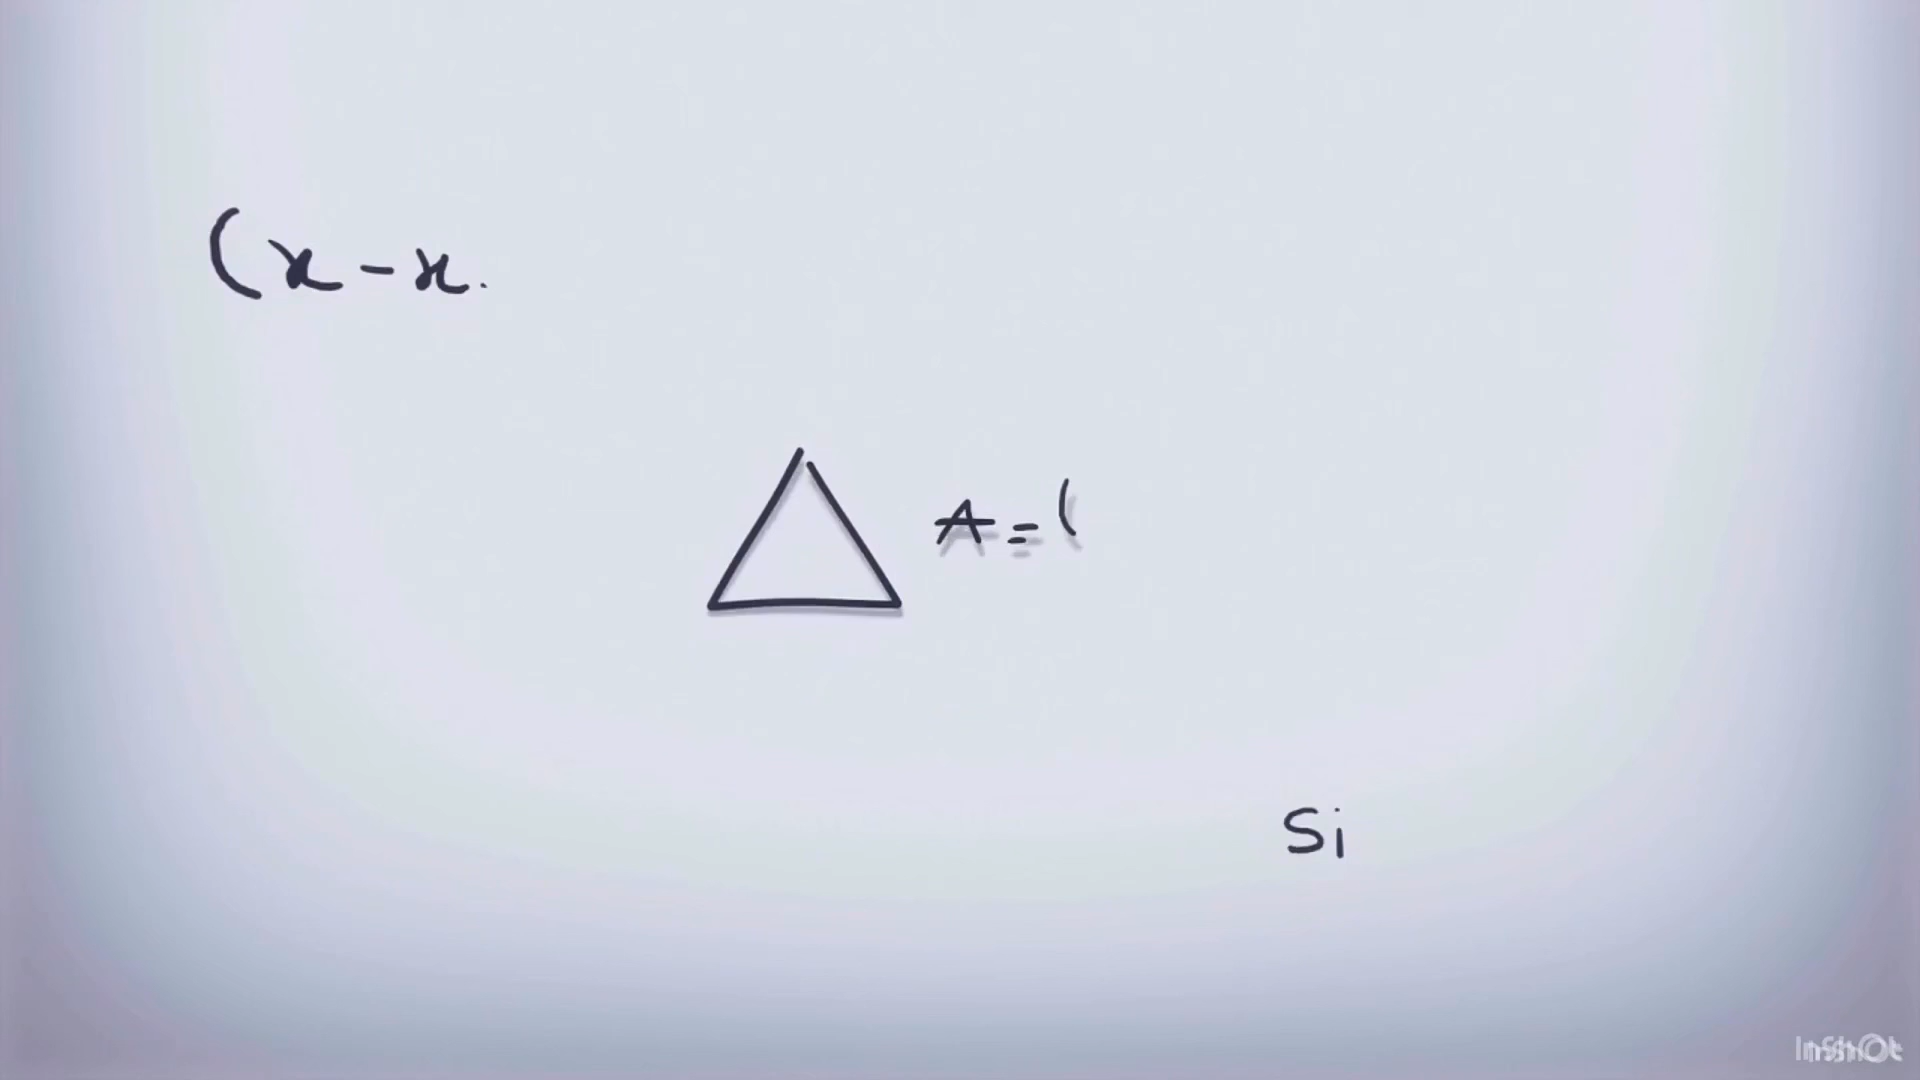 (x-x.
A=(
Si
InShOt